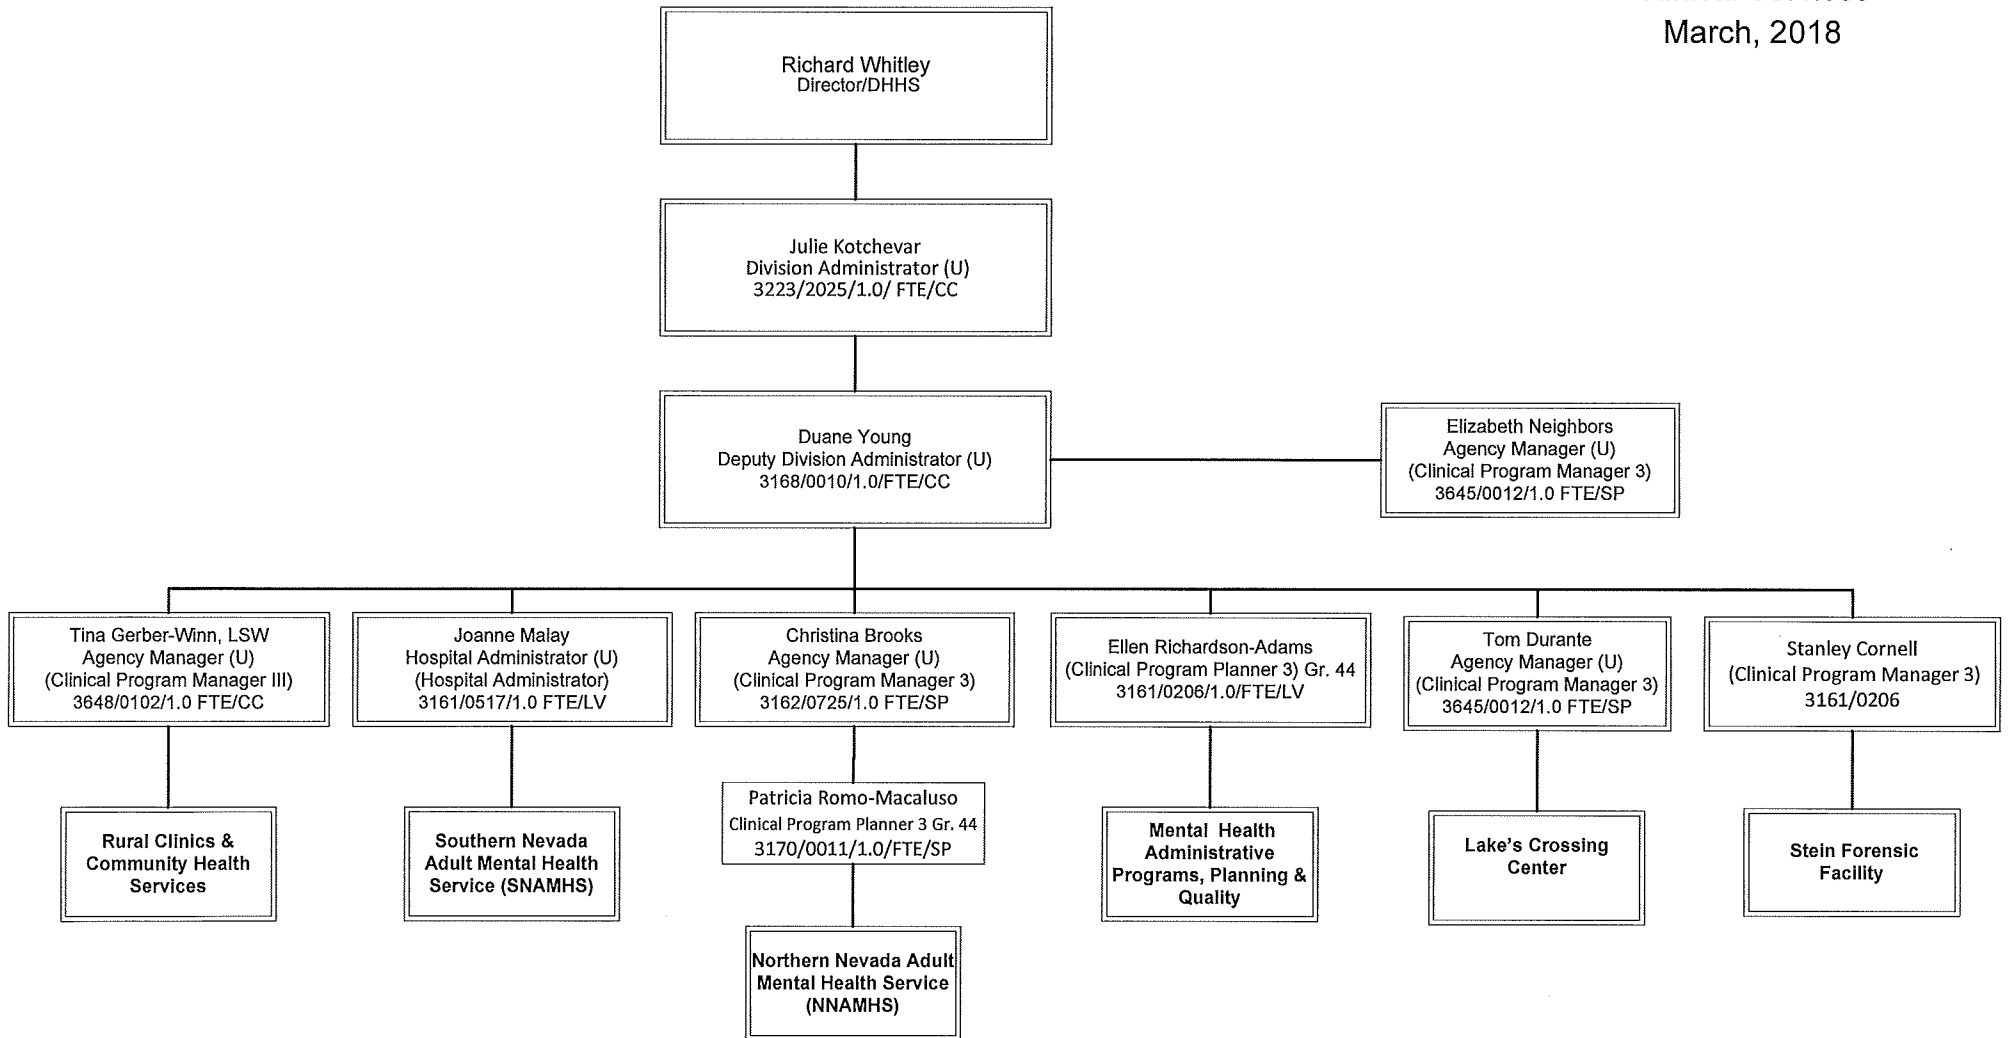 March, 2018
Richard Whitley
Director/DHHS
Julie Kotchevar
Division Administrator (U)
3223/2025/1.0/ FTE/CC
Duane Young
Deputy Division Administrator (U)
3168/0010/1.0/FTE/CC
Elizabeth Neighbors
Agency Manager (U)
(Clinical Program Manager 3)
3645/0012/1.0 FTE/SP
Tina Gerber-Winn, LSW
Agency Manager (U)
(Clinical Program Manager III)
3648/0102/1.0 FTE/CC
Joanne Malay
Hospital Administrator (U)
(Hospital Administrator)
3161/0517/1.0 FTE/LV
Christina Brooks
Agency Manager (U)
(Clinical Program Manager 3)
3162/0725/1.0 FTE/SP
Ellen Richardson-Adams
(Clinical Program Planner 3) Gr. 44
3161/0206/1.0/FTE/LV
Tom Durante
Agency Manager (U)
(Clinical Program Manager 3)
3645/0012/1.0 FTE/SP
Stanley Cornell
(Clinical Program Manager 3)
3161/0206
Rural Clinics &
Community Health
Services
Southern Nevada
Adult Mental Health
Service (SNAMHS)
Patricia Romo-Macaluso
Clinical Program Planner 3 Gr. 44
3170/0011/1.0/FTE/SP
Northern Nevada Adult
Mental Health Service
(NNAMHS)
Mental Health
Administrative
Programs, Planning &
Quality
Lake's Crossing
Center
Stein Forensic
Facility